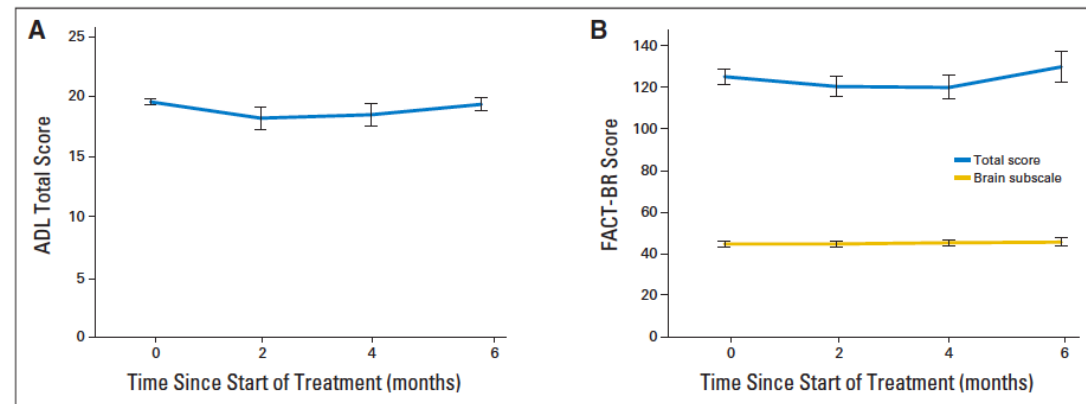 A
ADL Total Score
25
20
15
10
5
0
0 2 4 6
Time Since Start of Treatment (months)
B
FACT-BR Score
140
120
100
80
60
40
20
0
Total score
Brain subscale
0 2 4 6
Time Since Start of Treatment (months)